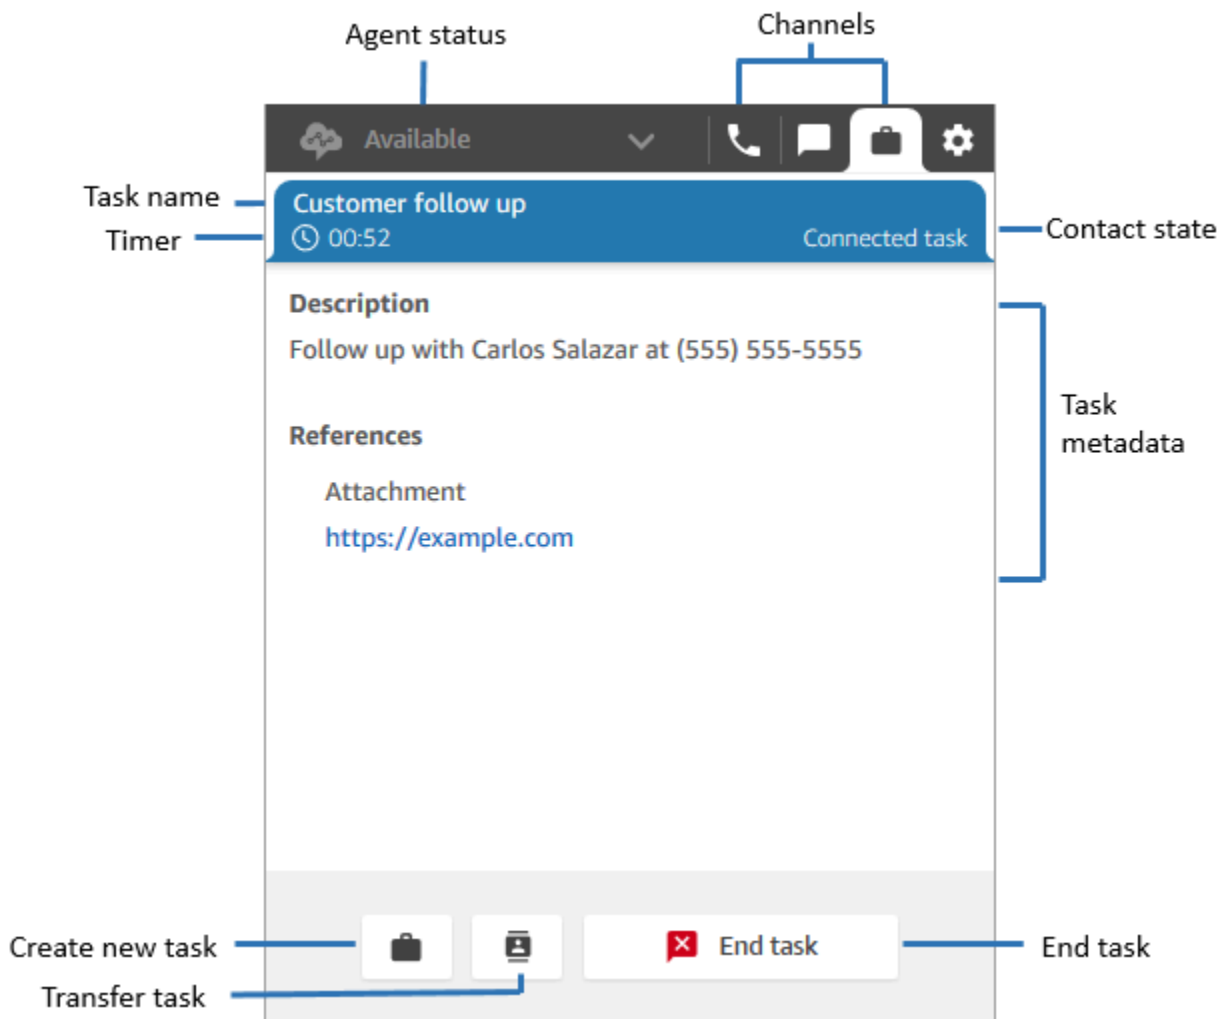 Agent status
Channels
Available
Task name
Customer follow up
Timer
00:52
Connected task
Contact state
Description
Follow up with Carlos Salazar at (555) 555-5555
Task
metadata
References
Attachment
https://example.com
Create new task
End task
End task
Transfer task